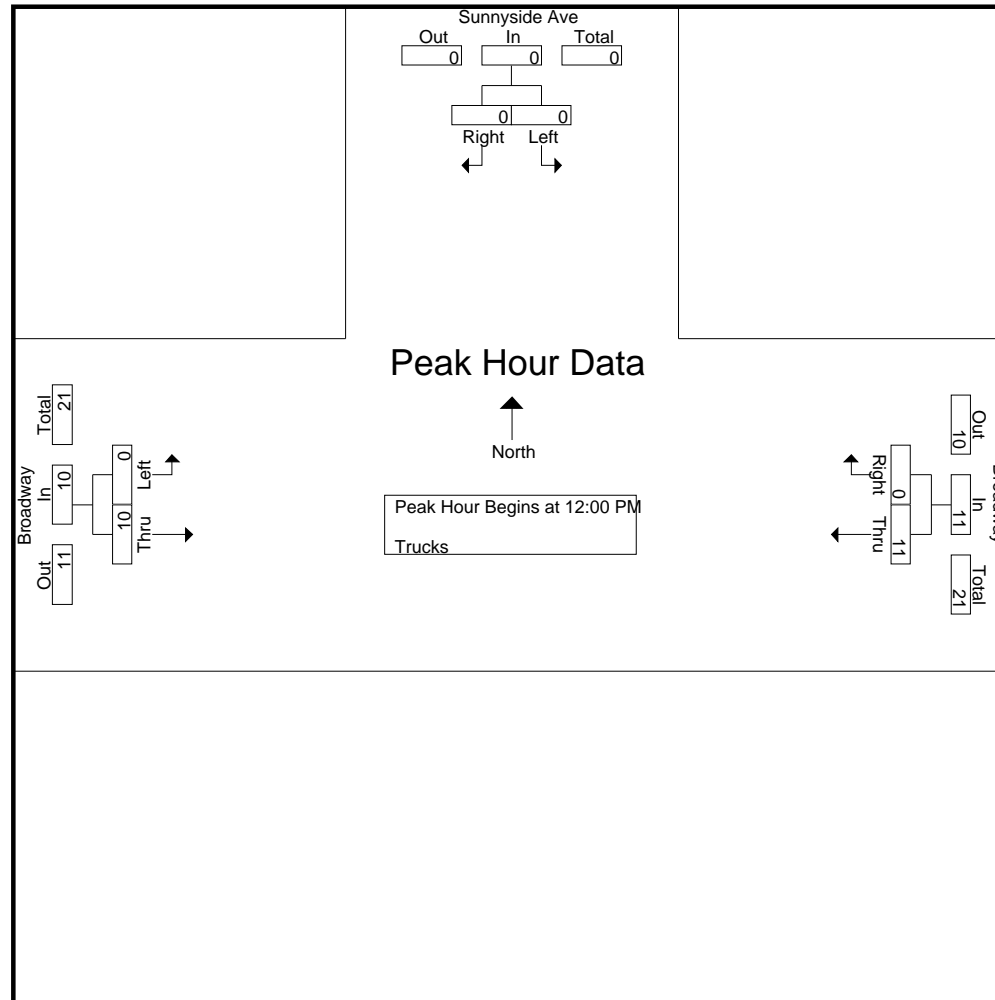 Sunnyside Ave
Out In Total
0 0 0
0 0
Right Left
Peak Hour Data
North
Peak Hour Begins at 12:00 PM
Trucks
Broadway
Total In Out
21 10 11
0 10
Left Thru
Right Thru
0 11
10 11 21
Out In Total